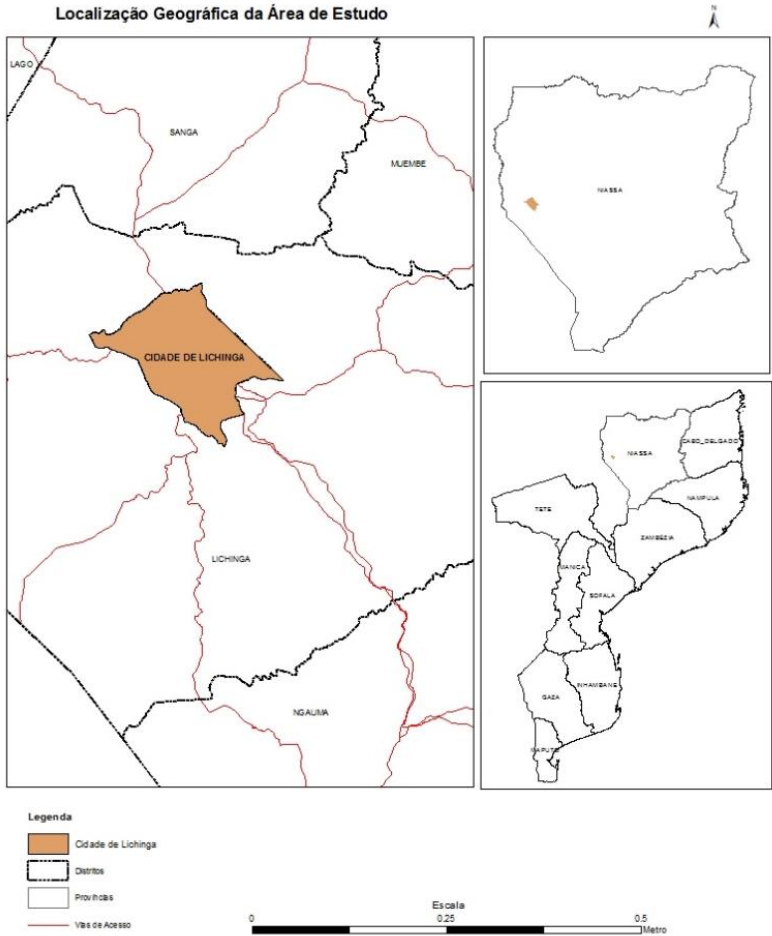 Localização Geográfica da Área de Estudo
N
LAGO
SANGA
MUEMBE
CIDADE DE LICHINGA
LICHINGA
NGAUMA
NIASSA
NIASSA
CABO_DELGADO
NAMPULA
TETE
ZAMBÉZIA
MANICA
SOFALA
INHAMBANE
GAZA
MAPUTO
Legenda
Cidade de Lichinga
Distritos
Províncias
Vias de Acesso
Escala
0 0.25 0.5
Metro